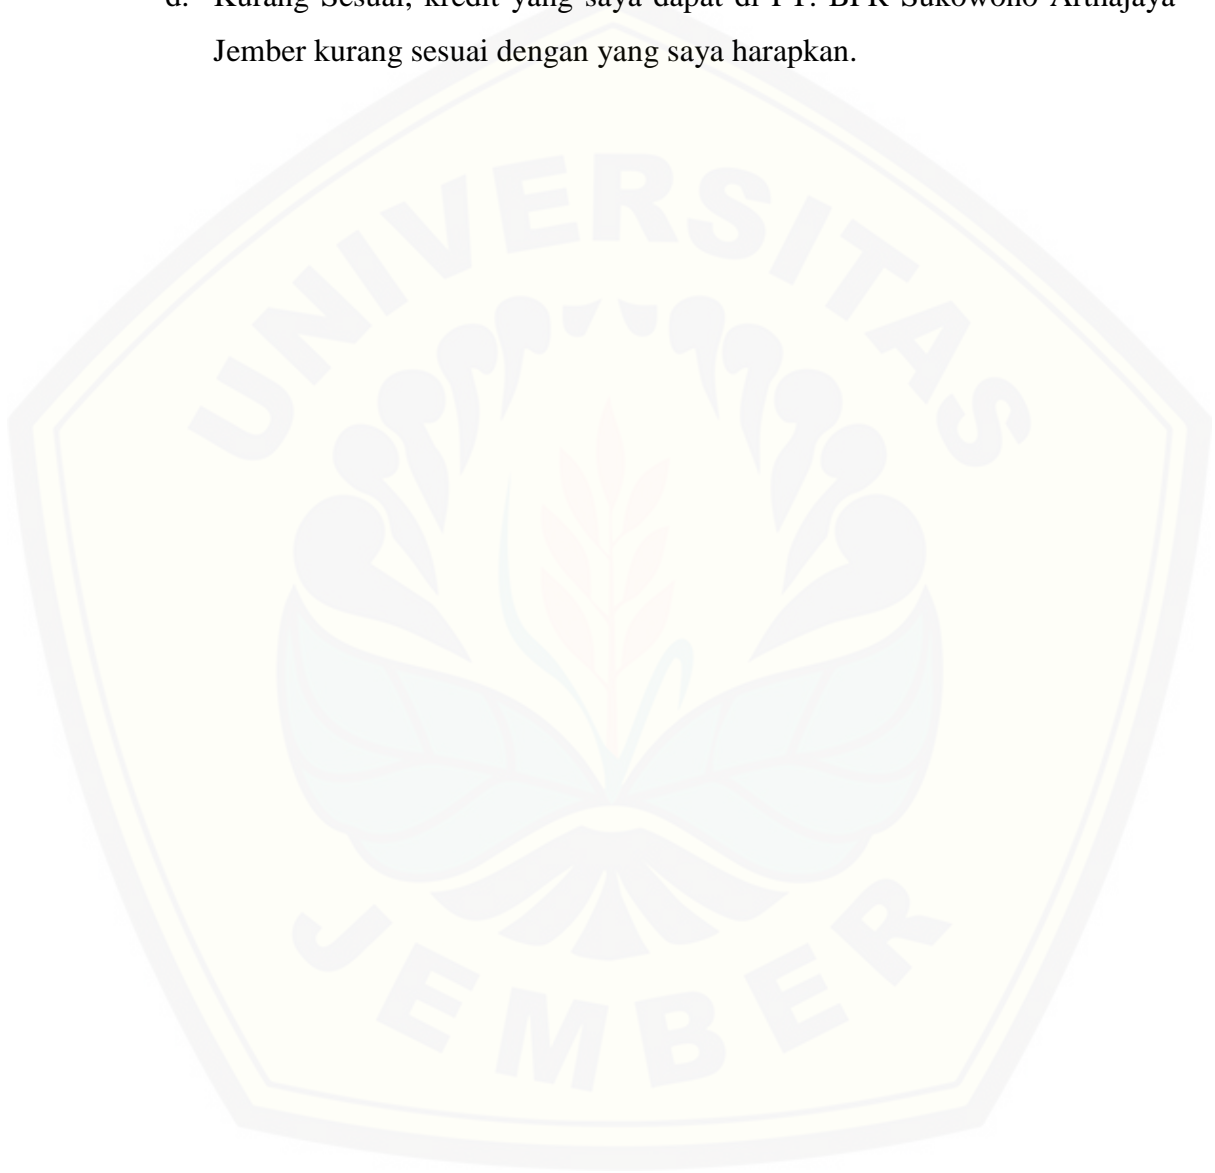 d. Kurang Sesuai, kredit yang saya dapat di PT. BPR Sukowono Arthajaya
Jember kurang sesuai dengan yang saya harapkan.
UNIVERSITAS
JEMBER